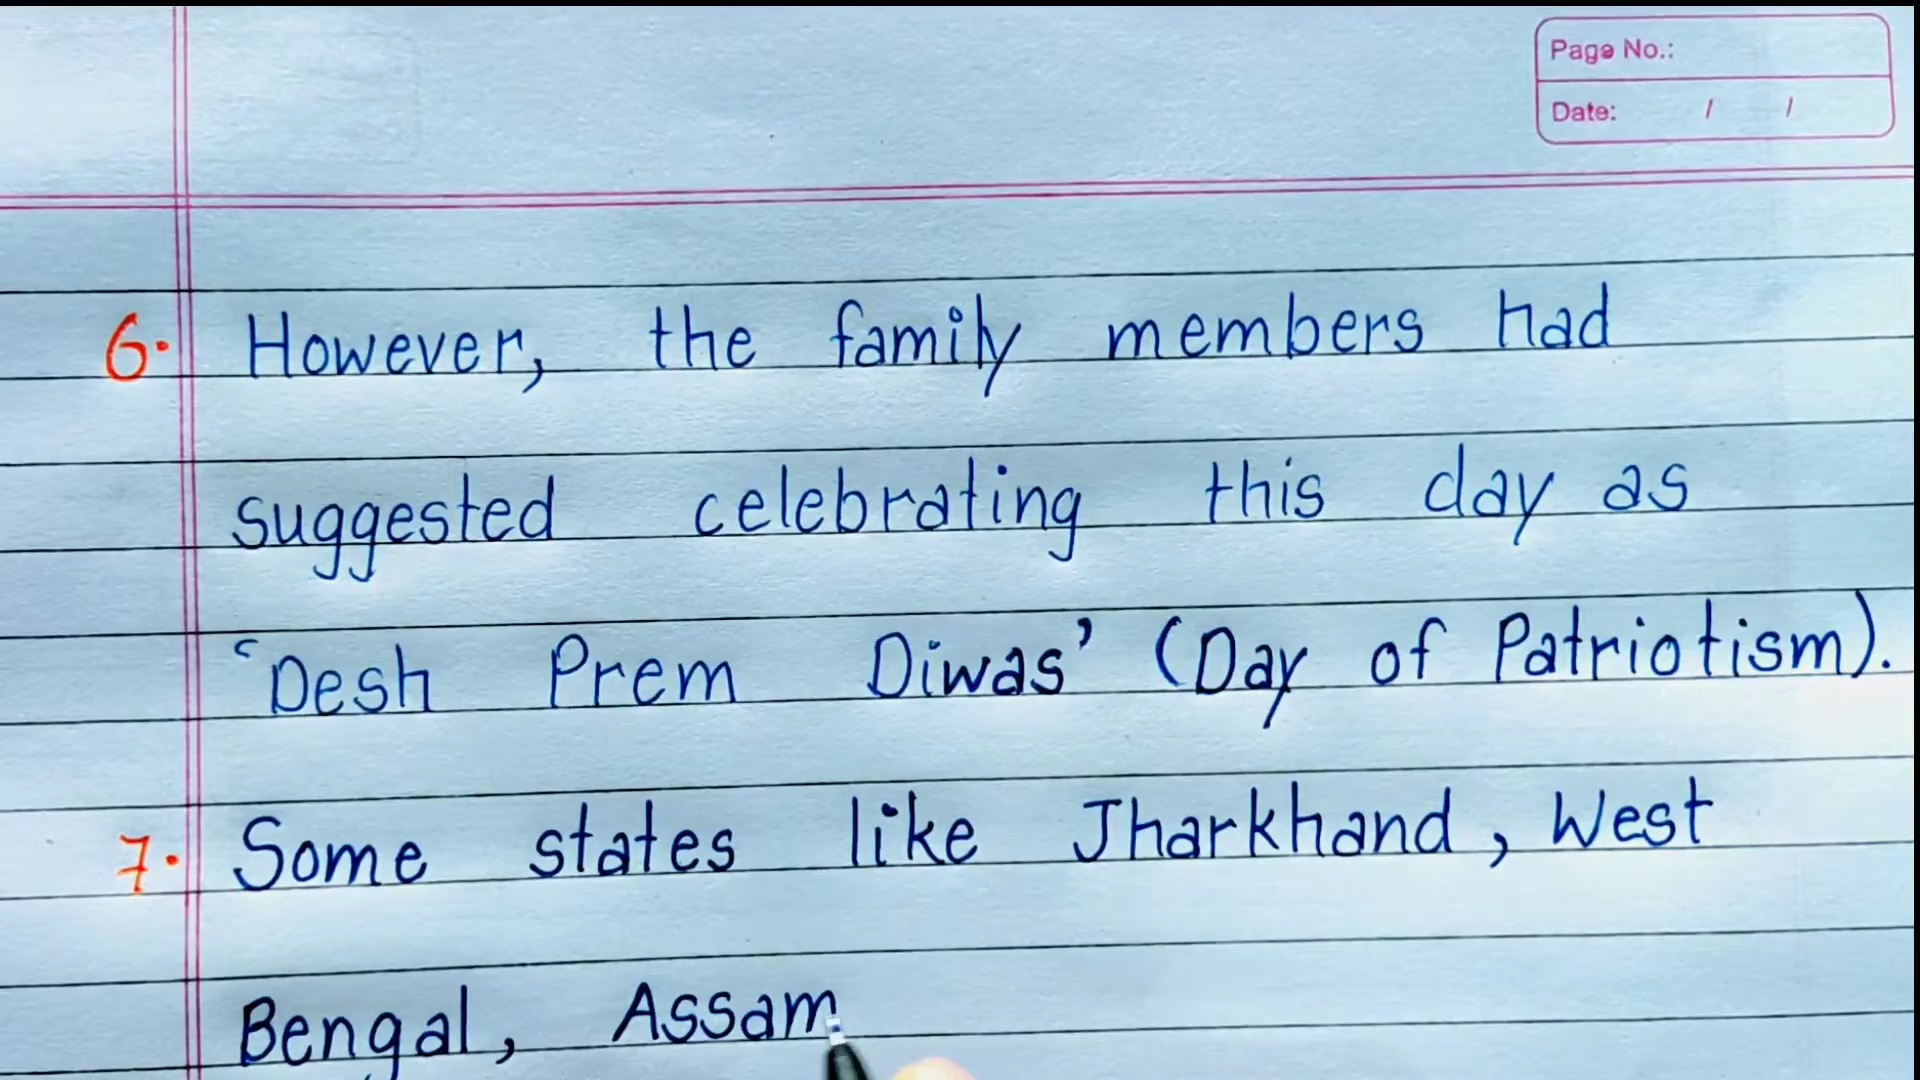 Page No.:
Date: / /
6. However, the family members had
suggested celebrating this day as
'Desh Prem Diwas' (Day of Patriotism).
7. Some states like Jharkhand, West
Bengal, Assam